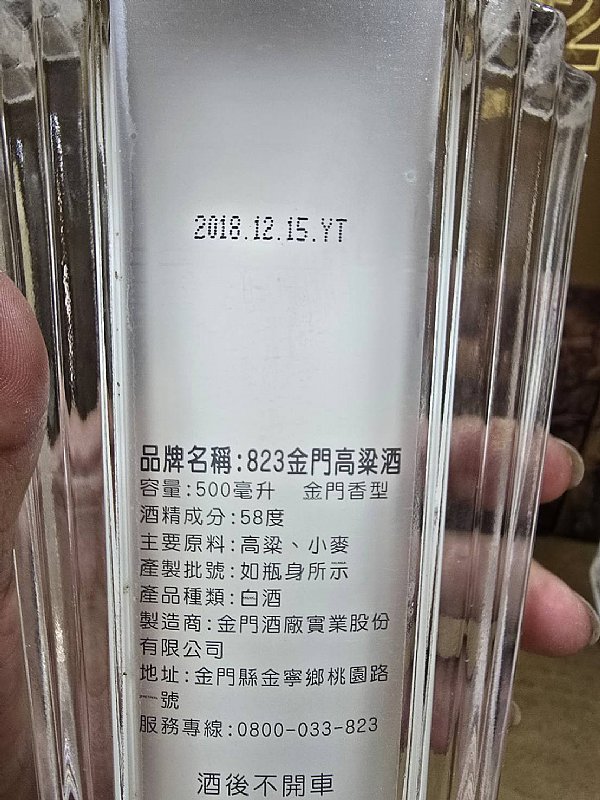 2018.12.15.YT
品牌名稱:823金門高粱酒
容量:500毫升 金門香型
酒精成分:58度
主要原料:高粱、小麥
產製批號:如瓶身所示
產品種類:白酒
製造商:金門酒廠實業股份
有限公司
地址:金門縣金寧鄉桃園路
一號
服務專線:0800-033-823
酒後不開車